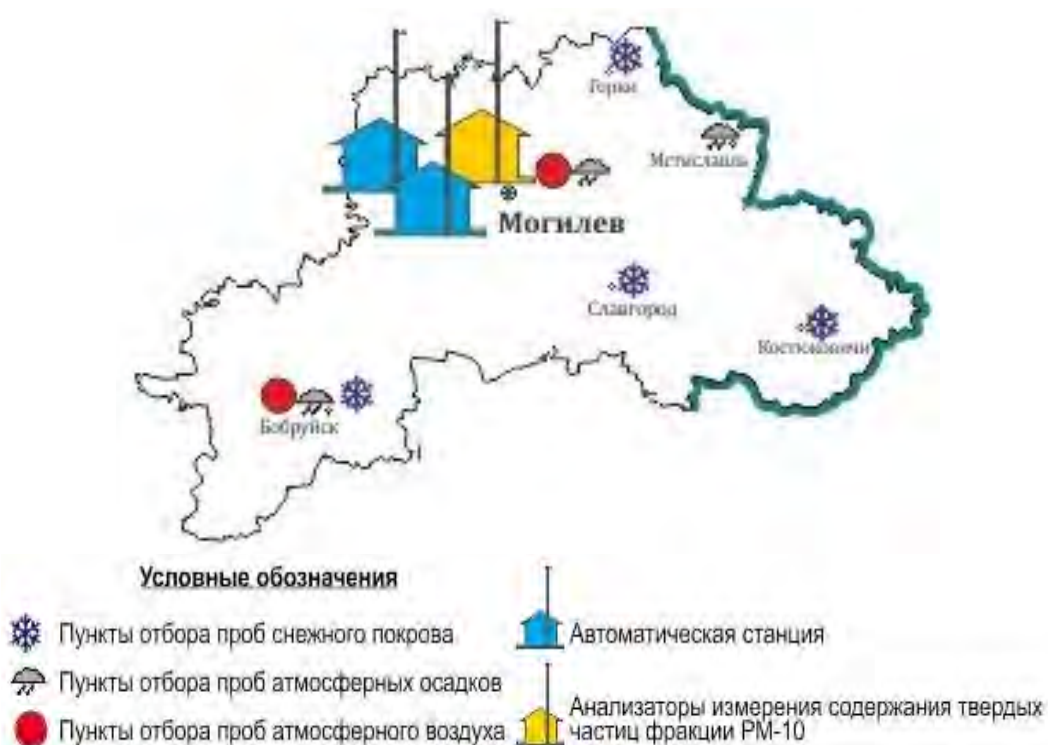 Горки
Мстиславль
Могилев
Славгород
Костюковичи
Бобруйск
Условные обозначения
Пункты отбора проб снежного покрова
Пункты отбора проб атмосферных осадков
Пункты отбора проб атмосферного воздуха
Автоматическая станция
Анализаторы измерения содержания твердых
частиц фракции РМ-10